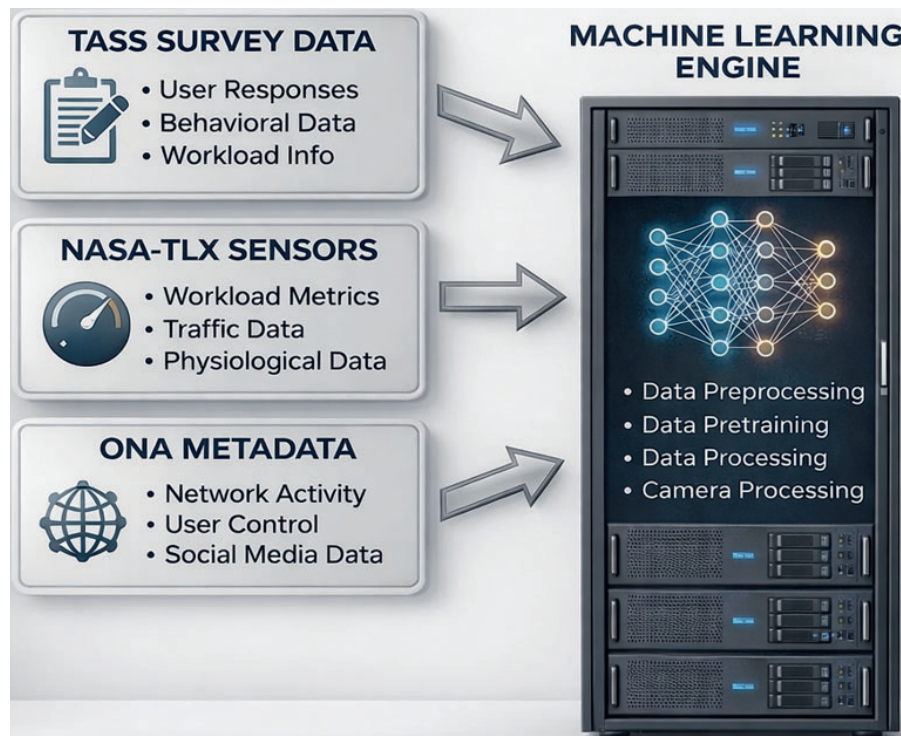 TASS SURVEY DATA
• User Responses
• Behavioral Data
• Workload Info
NASA-TLX SENSORS
• Workload Metrics
• Traffic Data
• Physiological Data
ONA METADATA
• Network Activity
• User Control
• Social Media Data
MACHINE LEARNING
ENGINE
• Data Preprocessing
• Data Pretraining
• Data Processing
• Camera Processing